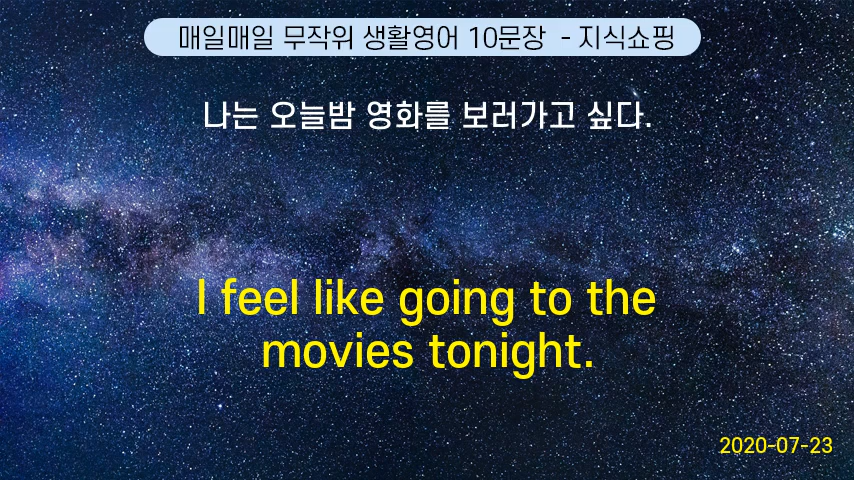 매일매일 무작위 생활영어 10문장 - 지식쇼핑
나는 오늘밤 영화를 보러가고 싶다.
I feel like going to the
movies tonight.
2020-07-23